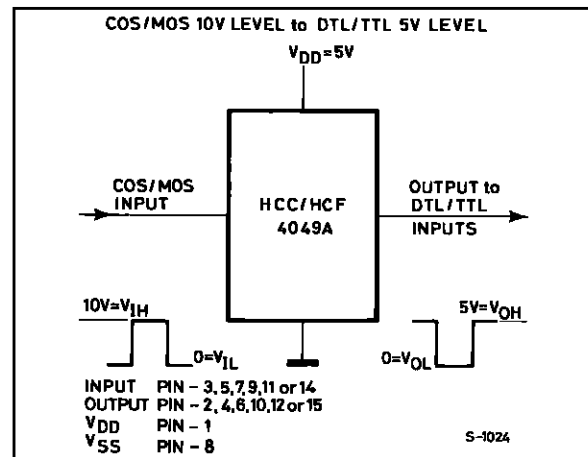 COS/MOS 10V LEVEL to DTL/TTL 5V LEVEL
VDD=5V
COS/MOS
INPUT
HCC/HCF
4049A
OUTPUT to
DTL/TTL
INPUTS
10V=VIH
0=VIL
5V=VOH
0=VOL
INPUT PIN - 3,5,7,9,11 or 14
OUTPUT PIN - 2,4,6,10,12 or 15
VDD PIN - 1
VSS PIN - 8
S-1024